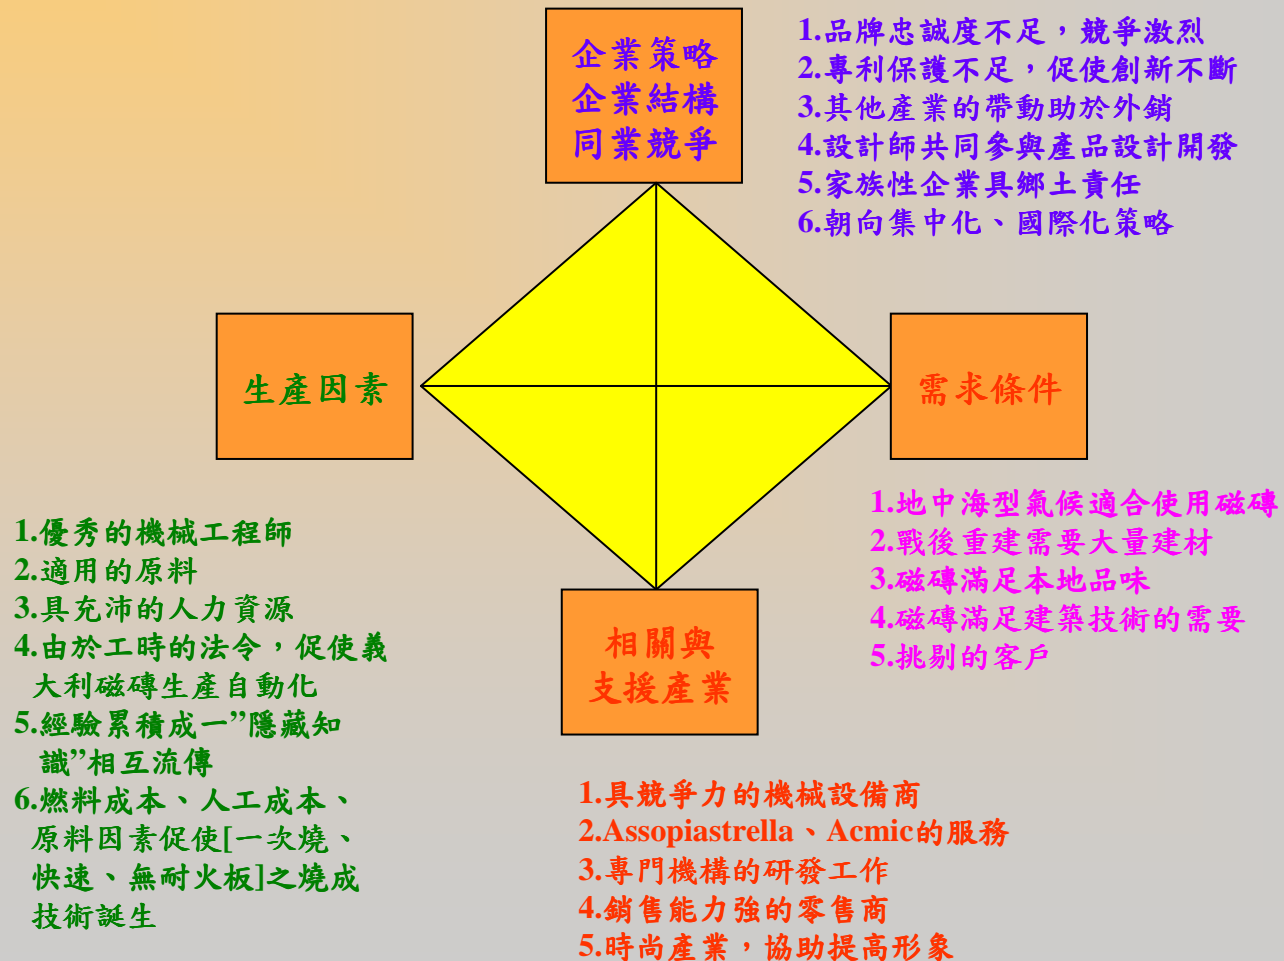 企業策略
企業結構
同業競爭
1.品牌忠誠度不足，競爭激烈
2.專利保護不足，促使創新不斷
3.其他產業的帶動助於外銷
4.設計師共同參與產品設計開發
5.家族性企業具鄉土責任
6.朝向集中化、國際化策略
生產因素
需求條件
1.優秀的機械工程師
2.適用的原料
3.具充沛的人力資源
4.由於工時的法令，促使義
大利磁磚生產自動化
5.經驗累積成一”隱藏知
識”相互流傳
6.燃料成本、人工成本、
原料因素促使[一次燒、
快速、無耐火板]之燒成
技術誕生
1.地中海型氣候適合使用磁磚
2.戰後重建需要大量建材
3.磁磚滿足本地品味
4.磁磚滿足建築技術的需要
5.挑剔的客戶
相關與
支援產業
1.具競爭力的機械設備商
2.Assopiastrella、Acmic的服務
3.專門機構的研發工作
4.銷售能力強的零售商
5.時尚產業，協助提高形象